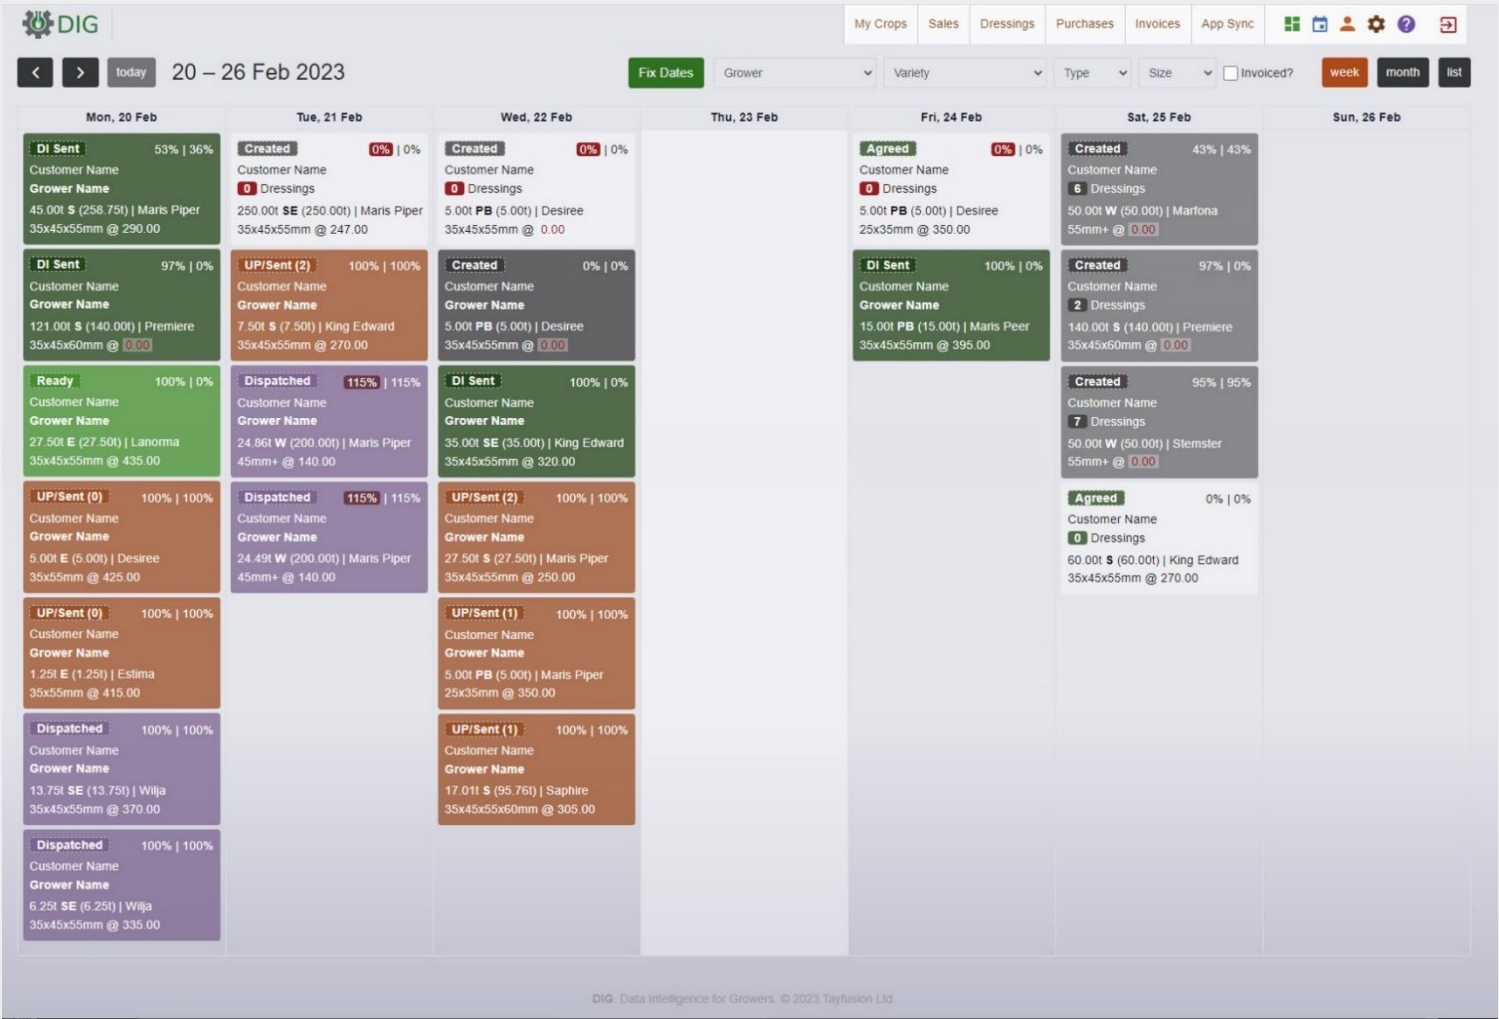 DIG
My Crops Sales Dressings Purchases Invoices App Sync
today 20 – 26 Feb 2023 Fix Dates Grower Variety Type Size Invoiced? week month list
Mon, 20 Feb Tue, 21 Feb Wed, 22 Feb Thu, 23 Feb Fri, 24 Feb Sat, 25 Feb Sun, 26 Feb
DI Sent 53% | 36%
Customer Name
Grower Name
45.00t S (258.75t) | Maris Piper
35x45x55mm @ 290.00
DI Sent 97% | 0%
Customer Name
Grower Name
121.00t S (140.00t) | Premiere
35x45x60mm @ 0.00
Ready 100% | 0%
Customer Name
Grower Name
27.50t E (27.50t) | Lanorma
35x45x55mm @ 435.00
UP/Sent (0) 100% | 100%
Customer Name
Grower Name
5.00t E (5.00t) | Desiree
35x55mm @ 425.00
UP/Sent (0) 100% | 100%
Customer Name
Grower Name
1.25t E (1.25t) | Estima
35x55mm @ 415.00
Dispatched 100% | 100%
Customer Name
Grower Name
13.75t SE (13.75t) | Wilja
35x45x55mm @ 370.00
Dispatched 100% | 100%
Customer Name
Grower Name
6.25t SE (6.25t) | Wilja
35x45x55mm @ 335.00
Created 0% | 0%
Customer Name
0 Dressings
250.00t SE (250.00t) | Maris Piper
35x45x55mm @ 247.00
UP/Sent (2) 100% | 100%
Customer Name
Grower Name
7.50t S (7.50t) | King Edward
35x45x55mm @ 270.00
Dispatched 115% | 115%
Customer Name
Grower Name
24.86t W (200.00t) | Maris Piper
45mm+ @ 140.00
Dispatched 115% | 115%
Customer Name
Grower Name
24.49t W (200.00t) | Maris Piper
45mm+ @ 140.00
Created 0% | 0%
Customer Name
0 Dressings
5.00t PB (5.00t) | Desiree
35x45x55mm @ 0.00
Created 0% | 0%
Customer Name
Grower Name
5.00t PB (5.00t) | Desiree
35x45x55mm @ 0.00
DI Sent 100% | 0%
Customer Name
Grower Name
35.00t SE (35.00t) | King Edward
35x45x55mm @ 320.00
UP/Sent (2) 100% | 100%
Customer Name
Grower Name
27.50t S (27.50t) | Maris Piper
35x45x55mm @ 250.00
UP/Sent (1) 100% | 100%
Customer Name
Grower Name
5.00t PB (5.00t) | Maris Piper
25x35mm @ 350.00
UP/Sent (1) 100% | 100%
Customer Name
Grower Name
17.01t S (95.76t) | Saphire
35x45x55x60mm @ 305.00
Agreed 0% | 0%
Customer Name
0 Dressings
5.00t PB (5.00t) | Desiree
25x35mm @ 350.00
DI Sent 100% | 0%
Customer Name
Grower Name
15.00t PB (15.00t) | Maris Peer
35x45x55mm @ 395.00
Created 43% | 43%
Customer Name
6 Dressings
50.00t W (50.00t) | Marfona
55mm+ @ 0.00
Created 97% | 0%
Customer Name
2 Dressings
140.00t S (140.00t) | Premiere
35x45x60mm @ 0.00
Created 95% | 95%
Customer Name
7 Dressings
50.00t W (50.00t) | Stemster
55mm+ @ 0.00
Agreed 0% | 0%
Customer Name
0 Dressings
60.00t S (60.00t) | King Edward
35x45x55mm @ 270.00
DIG. Data Intelligence for Growers. © 2023 Tayfusion Ltd.